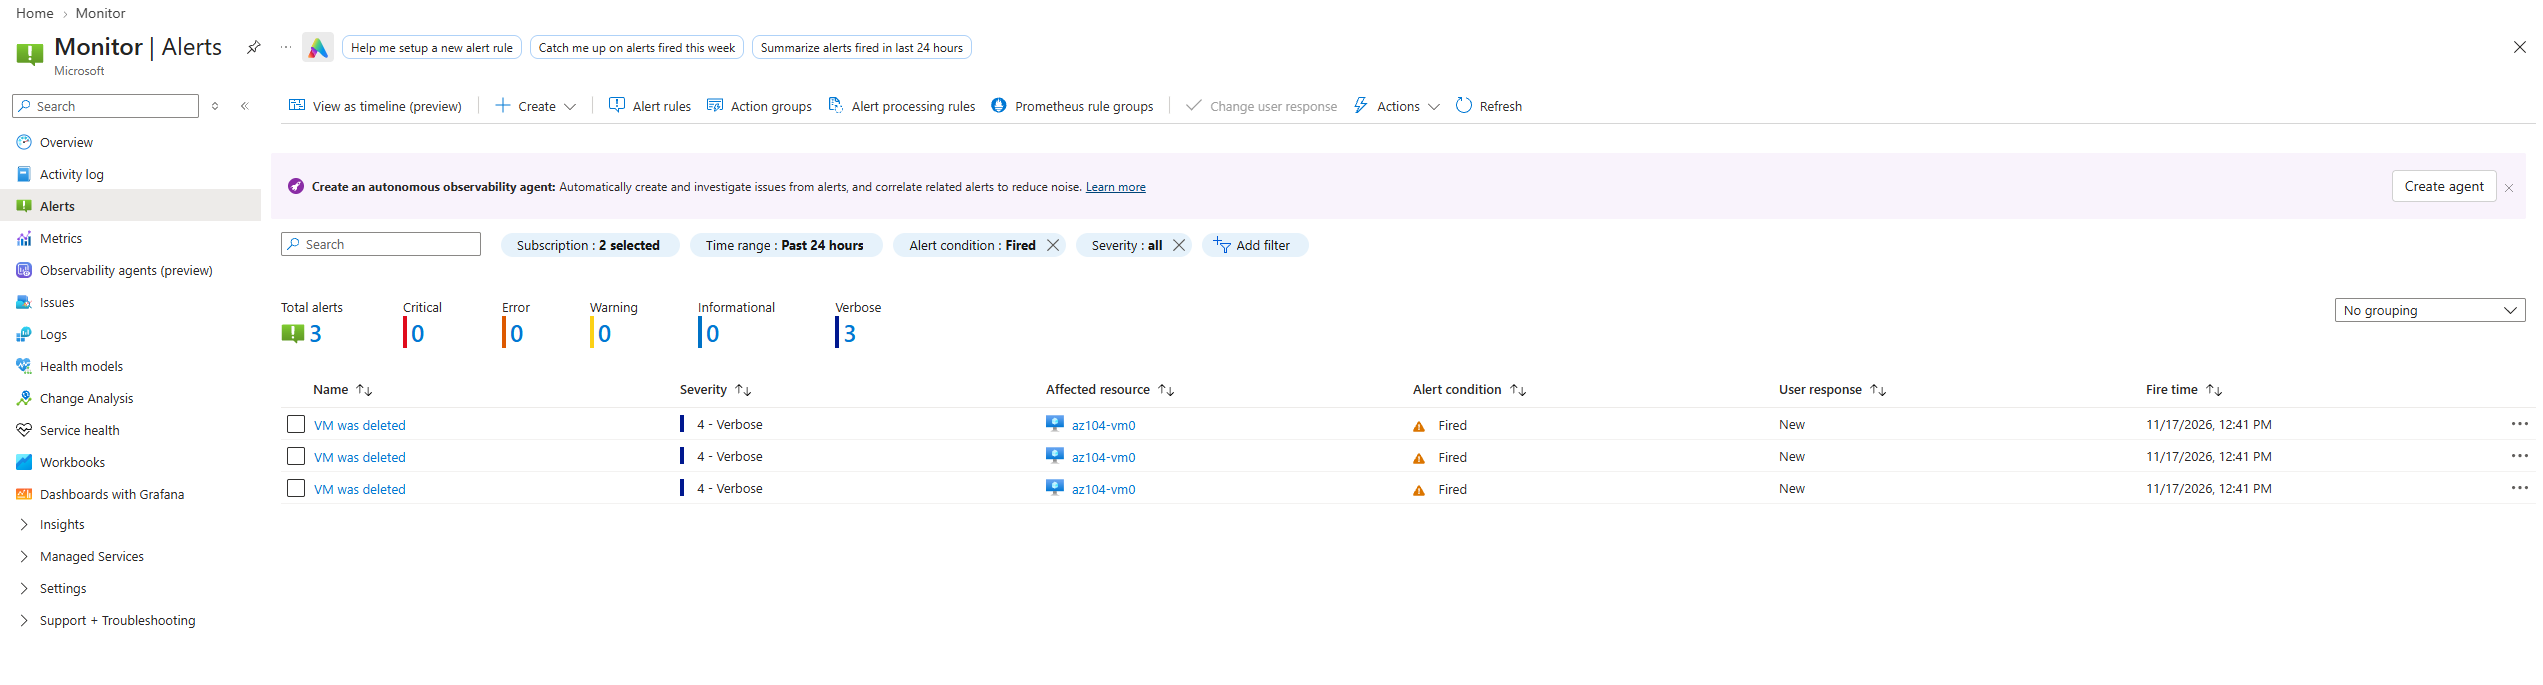 Home › Monitor
Monitor | Alerts
Microsoft
Help me setup a new alert rule
Catch me up on alerts fired this week
Summarize alerts fired in last 24 hours
Search
View as timeline (preview) Create Alert rules Action groups Alert processing rules Prometheus rule groups Change user response Actions Refresh
Overview
Activity log
Alerts
Metrics
Observability agents (preview)
Issues
Logs
Health models
Change Analysis
Service health
Workbooks
Dashboards with Grafana
Insights
Managed Services
Settings
Support + Troubleshooting
Create an autonomous observability agent: Automatically create and investigate issues from alerts, and correlate related alerts to reduce noise. Learn more
Create agent
Search
Subscription : 2 selected
Time range : Past 24 hours
Alert condition : Fired
Severity : all
Add filter
Total alerts Critical Error Warning Informational Verbose
3 0 0 0 0 3
No grouping
Name Severity Affected resource Alert condition User response Fire time
VM was deleted 4 - Verbose az104-vm0 Fired New 11/17/2026, 12:41 PM
VM was deleted 4 - Verbose az104-vm0 Fired New 11/17/2026, 12:41 PM
VM was deleted 4 - Verbose az104-vm0 Fired New 11/17/2026, 12:41 PM